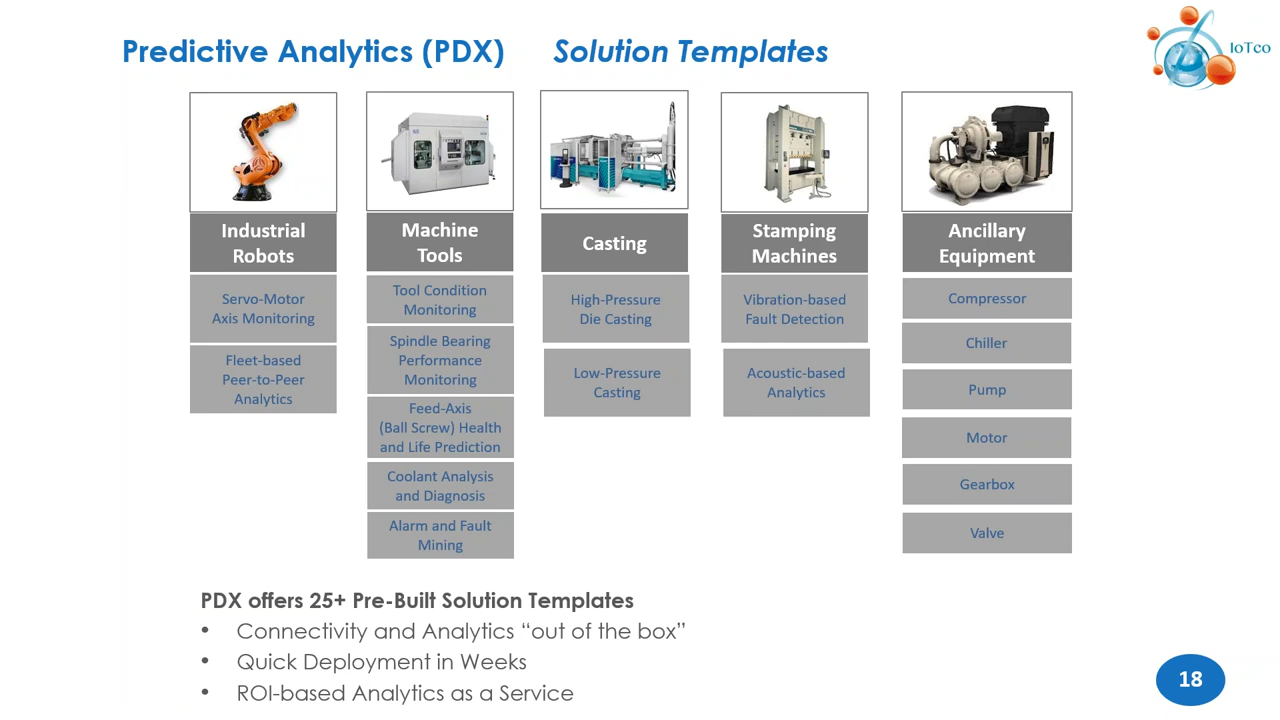 Predictive Analytics (PDX) Solution Templates
IoTco
Industrial
Robots
Servo-Motor
Axis Monitoring
Fleet-based
Peer-to-Peer
Analytics
Machine
Tools
Tool Condition
Monitoring
Spindle Bearing
Performance
Monitoring
Feed-Axis
(Ball Screw) Health
and Life Prediction
Coolant Analysis
and Diagnosis
Alarm and Fault
Mining
Casting
High-Pressure
Die Casting
Low-Pressure
Casting
Stamping
Machines
Vibration-based
Fault Detection
Acoustic-based
Analytics
Ancillary
Equipment
Compressor
Chiller
Pump
Motor
Gearbox
Valve
PDX offers 25+ Pre-Built Solution Templates
• Connectivity and Analytics “out of the box”
• Quick Deployment in Weeks
• ROI-based Analytics as a Service
18